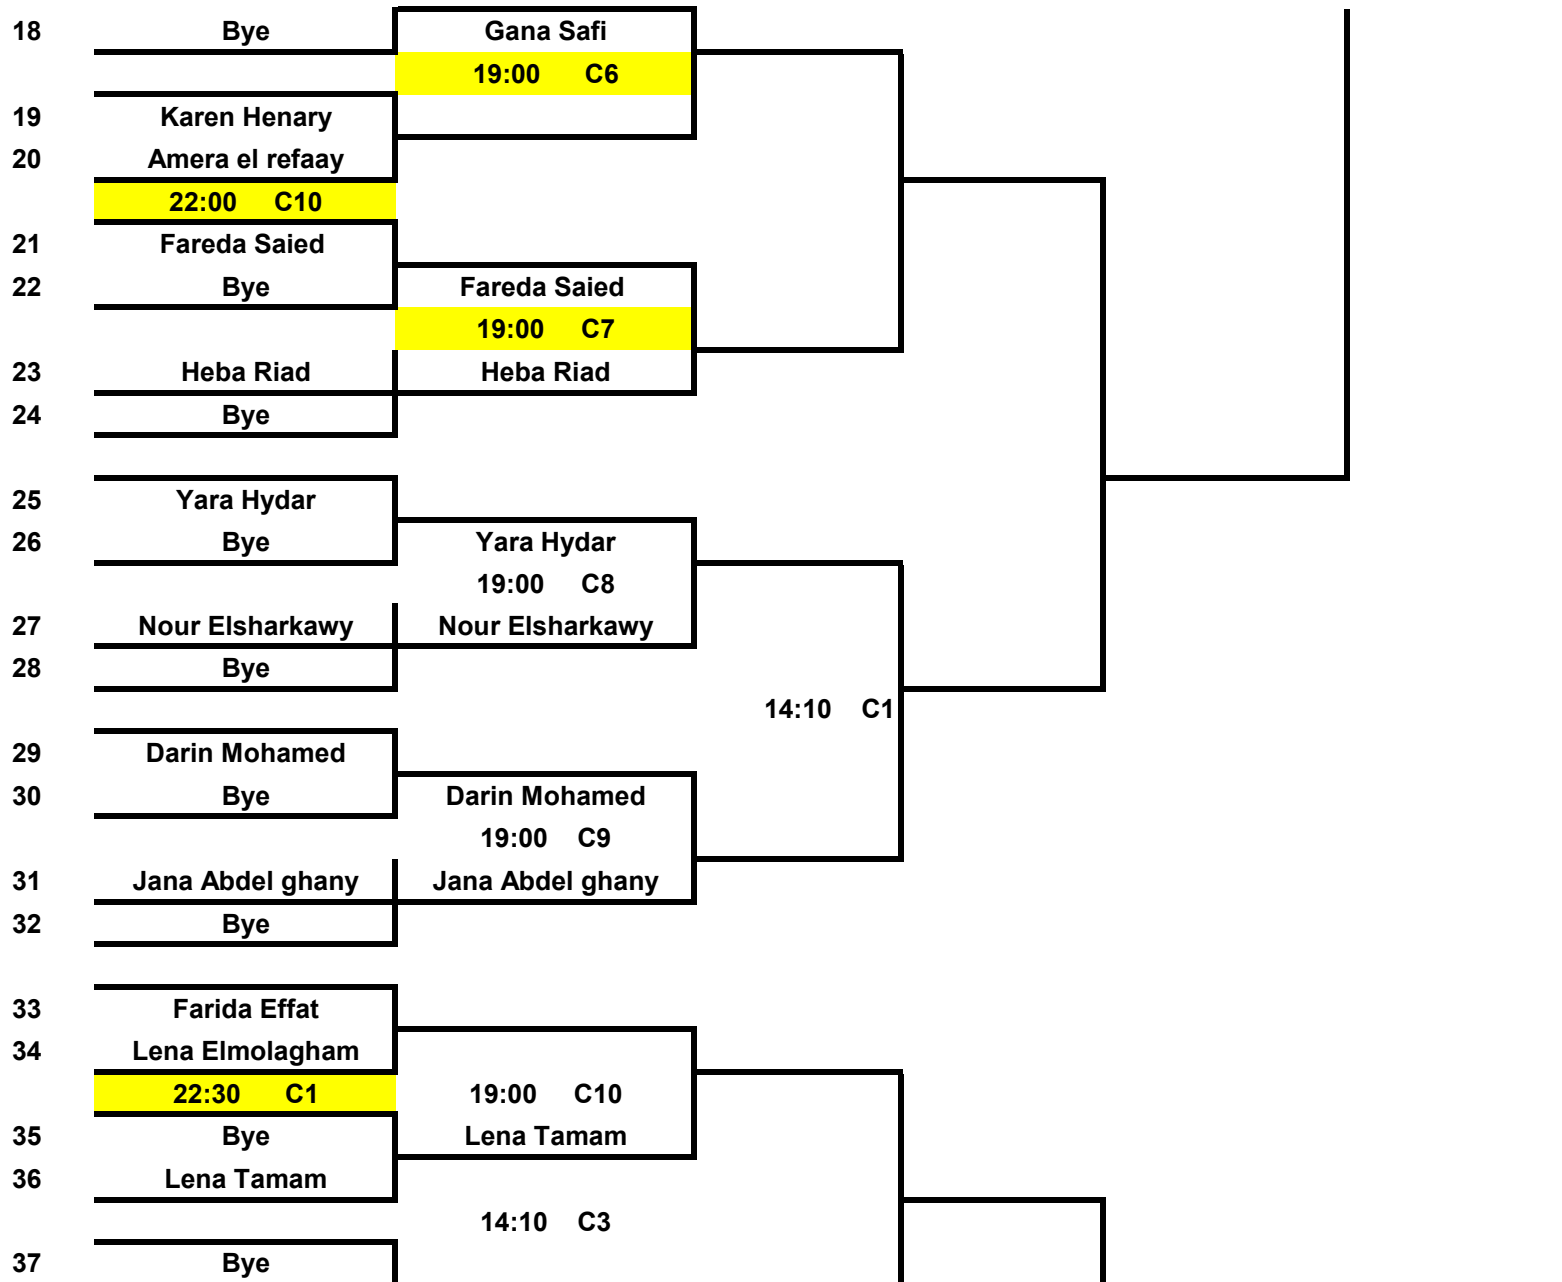 18 Bye Gana Safi
19:00 C6
19 Karen Henary
20 Amera el refaay
22:00 C10
21 Fareda Saied
22 Bye Fareda Saied
19:00 C7
23 Heba Riad Heba Riad
24 Bye
25 Yara Hydar
26 Bye Yara Hydar
19:00 C8
27 Nour Elsharkawy Nour Elsharkawy
28 Bye
14:10 C1
29 Darin Mohamed
30 Bye Darin Mohamed
19:00 C9
31 Jana Abdel ghany Jana Abdel ghany
32 Bye
33 Farida Effat
34 Lena Elmolagham
22:30 C1 19:00 C10
35 Bye Lena Tamam
36 Lena Tamam
14:10 C3
37 Bye